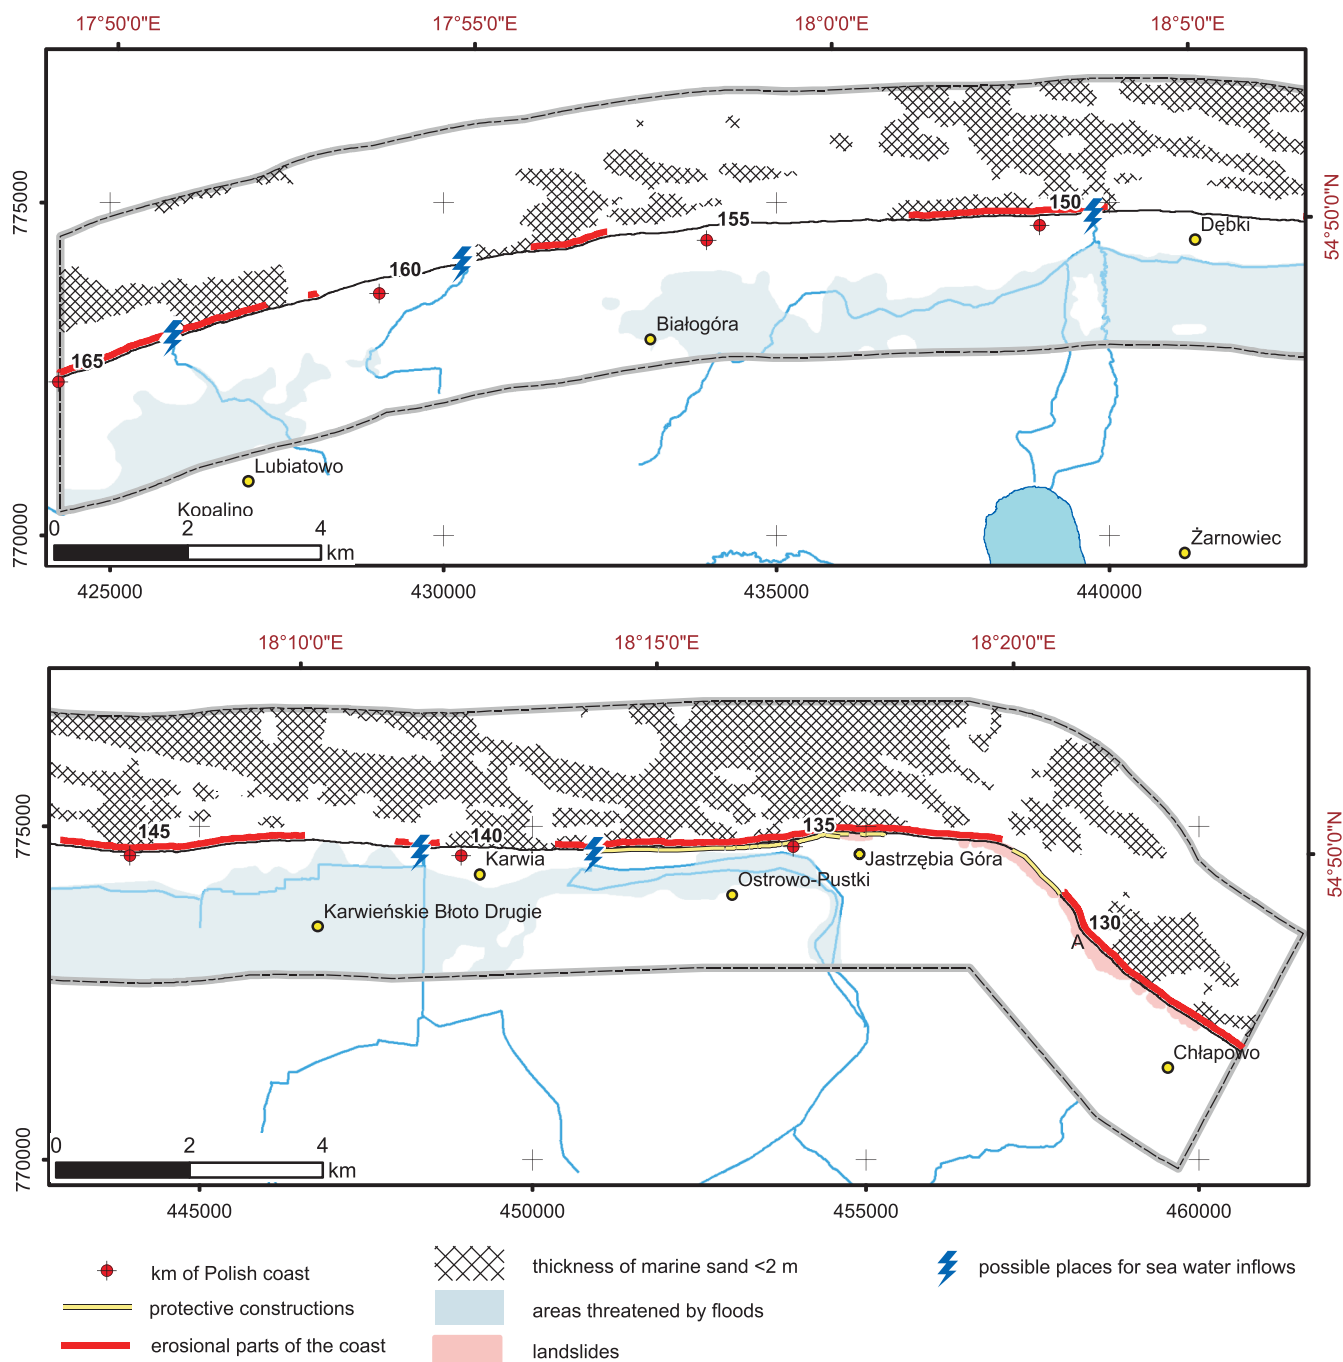 17°50'0"E 17°55'0"E 18°0'0"E 18°5'0"E
775000
54°50'0"N
150
155
Dębki
160
Białogóra
165
Lubiatowo
Kopalino
0 2 4
km
770000
Żarnowiec
425000 430000 435000 440000
18°10'0"E 18°15'0"E 18°20'0"E
775000
54°50'0"N
145
140
135
Karwia
Jastrzębia Góra
Ostrowo-Pustki
Karwieńskie Błoto Drugie
130
A
Chłapowo
0 2 4
km
770000
445000 450000 455000 460000
km of Polish coast
protective constructions
erosional parts of the coast
thickness of marine sand <2 m
areas threatened by floods
landslides
possible places for sea water inflows